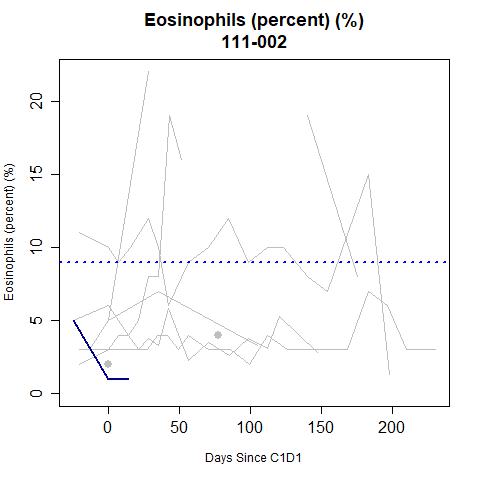 Eosinophils (percent) (%)
111-002
Eosinophils (percent) (%)
20
15
10
5
0
0 50 100 150 200
Days Since C1D1